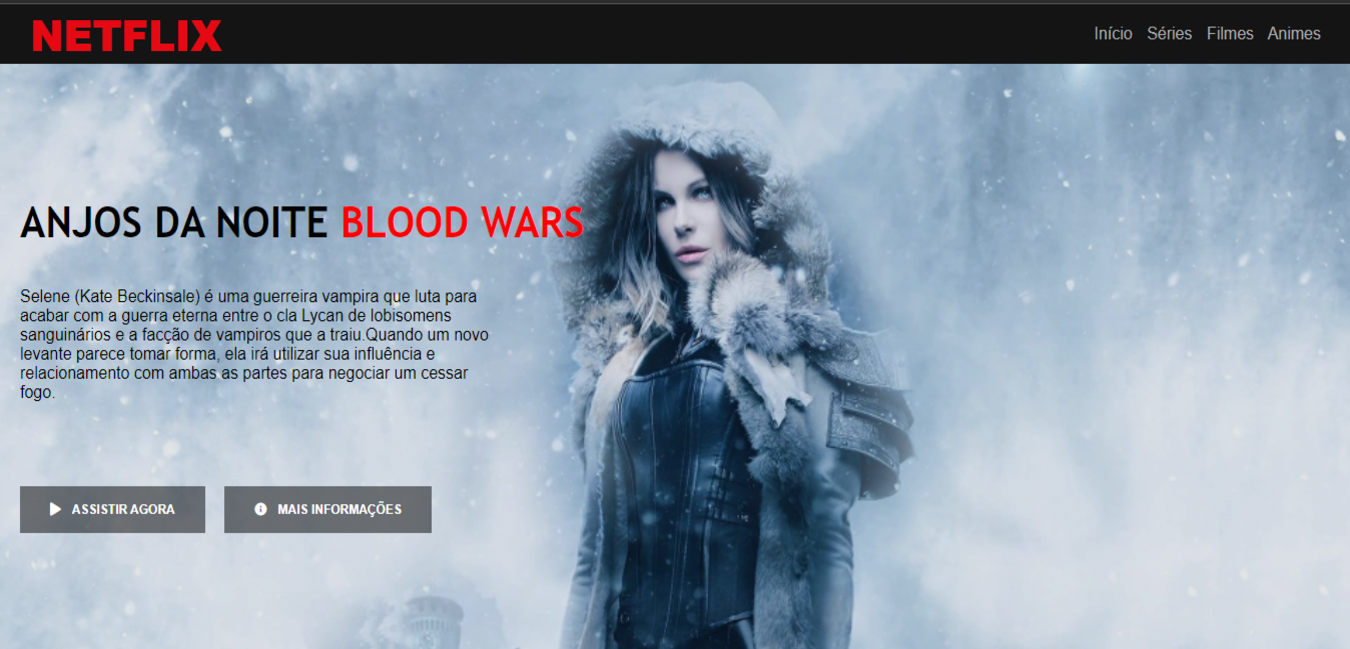 NETFLIX
Início Séries Filmes Animes
ANJOS DA NOITE BLOOD WARS
Selene (Kate Beckinsale) é uma guerreira vampira que luta para
acabar com a guerra eterna entre o cla Lycan de lobisomens
sanguinários e a facção de vampiros que a traiu.Quando um novo
levante parece tomar forma, ela irá utilizar sua influência e
relacionamento com ambas as partes para negociar um cessar
fogo.
ASSISTIR AGORA
MAIS INFORMAÇÕES